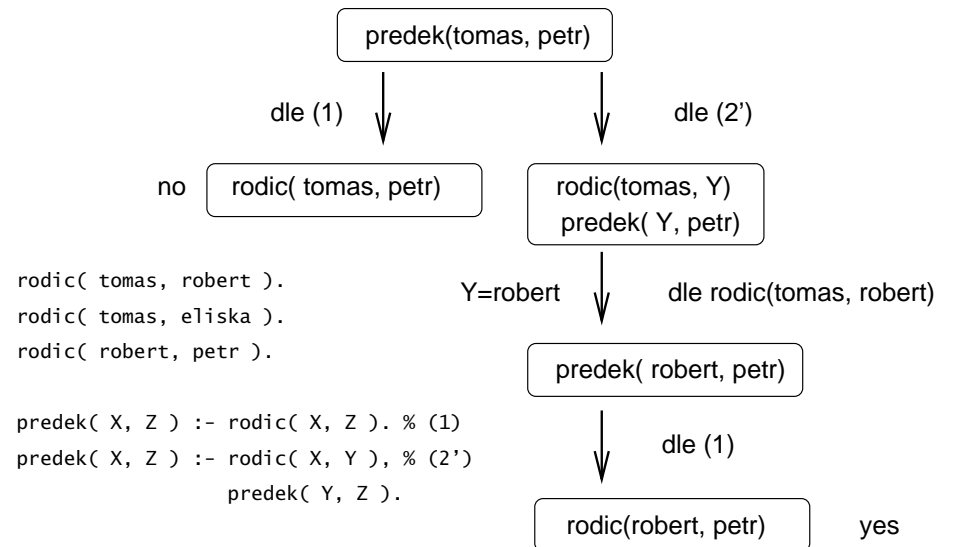 predek(tomas, petr)
dle (1)
dle (2’)
no
rodic( tomas, petr)
rodic(tomas, Y)
predek( Y, petr)
rodic( tomas, robert ).
rodic( tomas, eliska ).
rodic( robert, petr ).
Y=robert
dle rodic(tomas, robert)
predek( robert, petr)
predek( X, Z ) :- rodic( X, Z ). % (1)
predek( X, Z ) :- rodic( X, Y ), % (2’)
predek( Y, Z ).
dle (1)
rodic(robert, petr)
yes